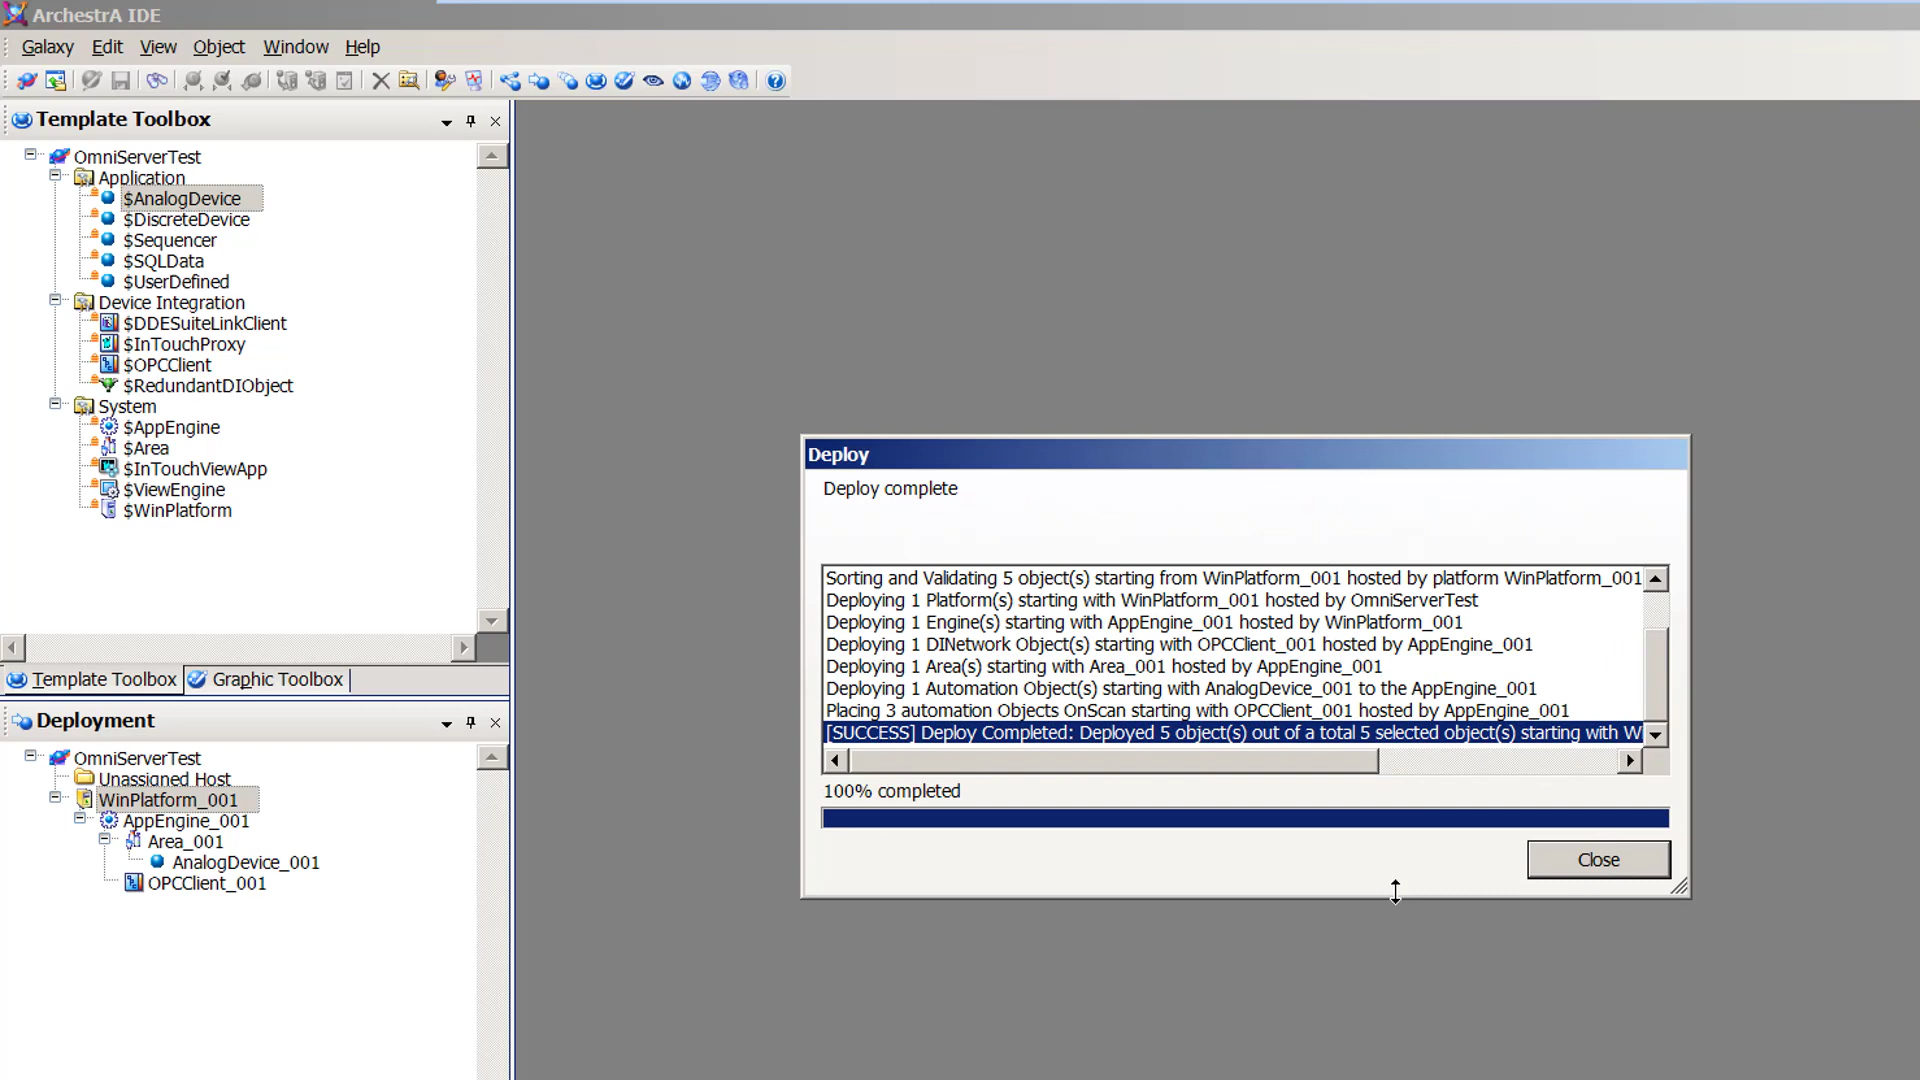 ArchestrA IDE
Galaxy Edit View Object Window Help
Template Toolbox
OmniServerTest
Application
$AnalogDevice
$DiscreteDevice
$Sequencer
$SQLData
$UserDefined
Device Integration
$DDESuiteLinkClient
$InTouchProxy
$OPCClient
$RedundantDIObject
System
$AppEngine
$Area
$InTouchViewApp
$ViewEngine
$WinPlatform
Template Toolbox Graphic Toolbox
Deployment
OmniServerTest
Unassigned Host
WinPlatform_001
AppEngine_001
Area_001
AnalogDevice_001
OPCClient_001
Deploy
Deploy complete
Sorting and Validating 5 object(s) starting from WinPlatform_001 hosted by platform WinPlatform_001
Deploying 1 Platform(s) starting with WinPlatform_001 hosted by OmniServerTest
Deploying 1 Engine(s) starting with AppEngine_001 hosted by WinPlatform_001
Deploying 1 DINetwork Object(s) starting with OPCClient_001 hosted by AppEngine_001
Deploying 1 Area(s) starting with Area_001 hosted by AppEngine_001
Deploying 1 Automation Object(s) starting with AnalogDevice_001 to the AppEngine_001
Placing 3 automation Objects OnScan starting with OPCClient_001 hosted by AppEngine_001
[SUCCESS] Deploy Completed: Deployed 5 object(s) out of a total 5 selected object(s) starting with W
100% completed
Close